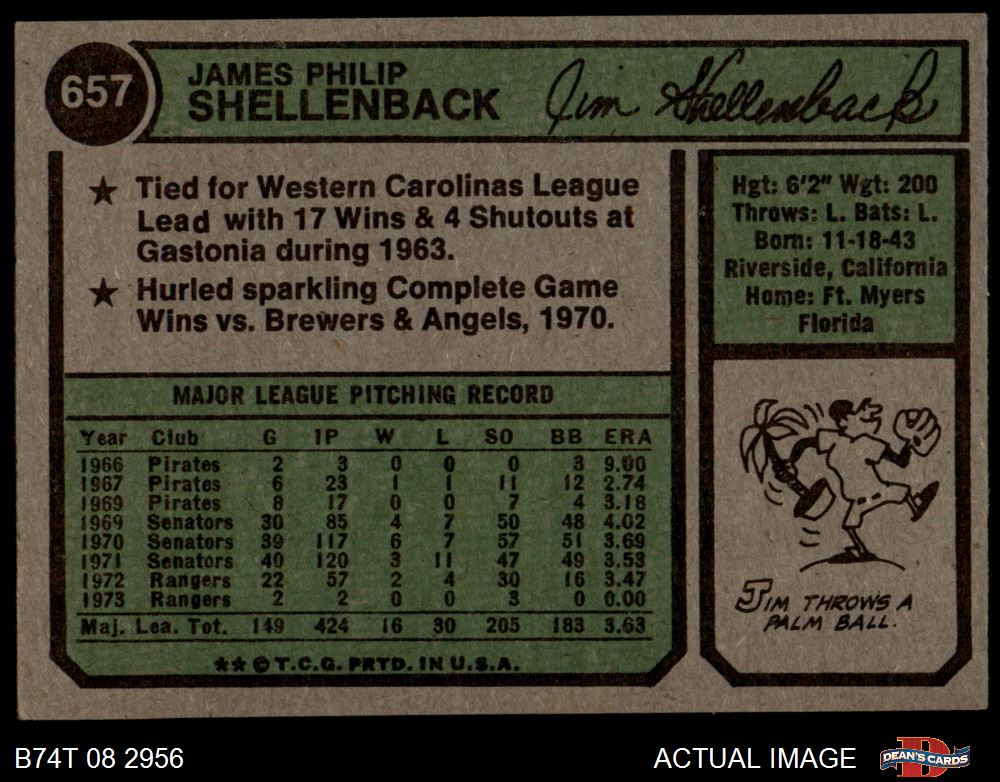 657
JAMES PHILIP
SHELLENBACK
Jim Shellenback
★ Tied for Western Carolinas League
Lead with 17 Wins & 4 Shutouts at
Gastonia during 1963.
★ Hurled sparkling Complete Game
Wins vs. Brewers & Angels, 1970.
Hgt: 6'2" Wgt: 200
Throws: L. Bats: L.
Born: 11-18-43
Riverside, California
Home: Ft. Myers
Florida
MAJOR LEAGUE PITCHING RECORD
Year Club G IP W L SO BB ERA
1966 Pirates 2 3 0 0 0 3 9.00
1967 Pirates 6 23 1 1 11 12 2.74
1969 Pirates 8 17 0 0 7 4 3.18
1969 Senators 30 85 4 7 50 48 4.02
1970 Senators 39 117 6 7 57 51 3.69
1971 Senators 40 120 3 11 47 49 3.53
1972 Rangers 22 57 2 4 30 16 3.47
1973 Rangers 2 2 0 0 3 0 0.00
Maj. Lea. Tot. 149 424 16 30 205 183 3.63
★★ © T.C.G. PRTD. IN U.S.A.
JIM THROWS A
PALM BALL.
B74T 08 2956
ACTUAL IMAGE
DEAN'S CARDS